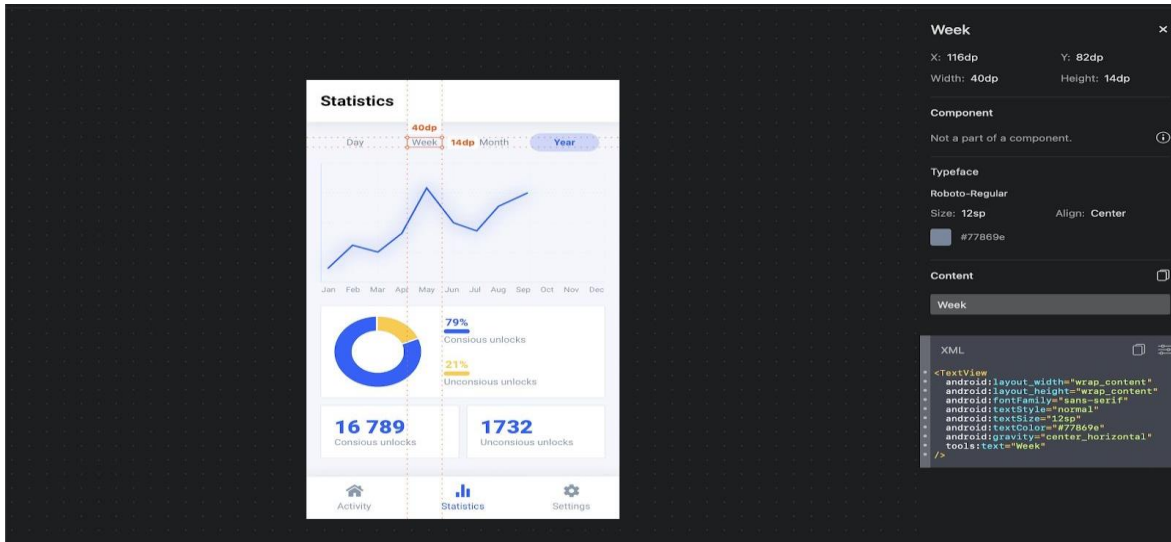 Statistics
40dp
Day Week 14dp Month Year
Jan Feb Mar Apr May Jun Jul Aug Sep Oct Nov Dec
79%
Consious unlocks
21%
Unconsious unlocks
16 789
Consious unlocks
1732
Unconsious unlocks
Activity Statistics Settings
Week
X: 116dp Y: 82dp
Width: 40dp Height: 14dp
Component
Not a part of a component.
Typeface
Roboto-Regular
Size: 12sp Align: Center
#77869e
Content
Week
XML
<TextView
android:layout_width="wrap_content"
android:layout_height="wrap_content"
android:fontFamily="sans-serif"
android:textStyle="normal"
android:textSize="12sp"
android:textColor="#77869e"
android:gravity="center_horizontal"
tools:text="Week"
/>